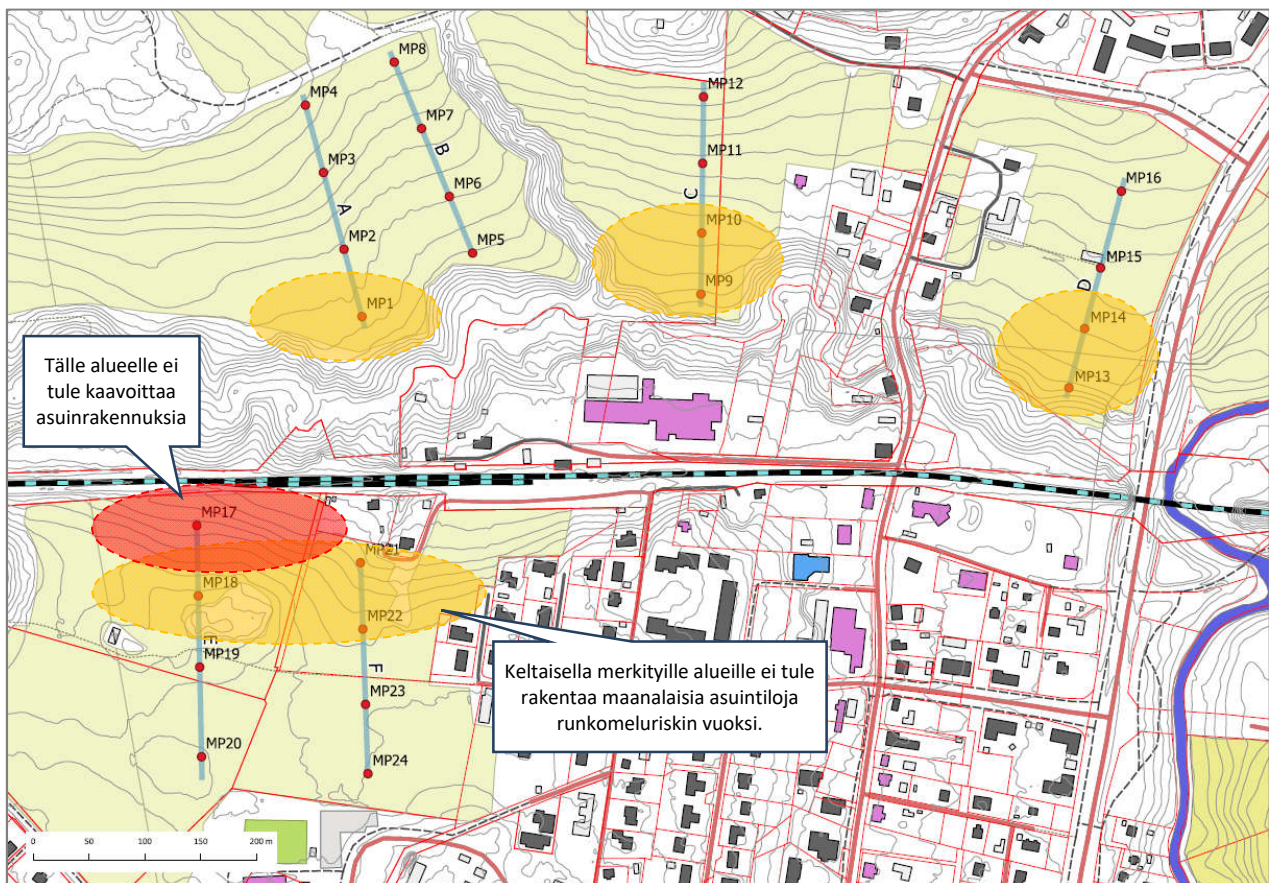 MP8
MP4
MP12
MP7
B
MP3
MP11
MP16
A
MP6
C
MP2
MP10
MP5
MP15
D
MP9
MP1
MP14
MP13
Tälle alueelle ei
tule kaavoittaa
asuinrakennuksia
MP17
MP21
MP18
MP22
E
Keltaisella merkityille alueille ei tule
rakentaa maanalaisia asuintiloja
runkomeluriskin vuoksi.
MP19
F
MP23
MP20
MP24
0 50 100 150 200 m